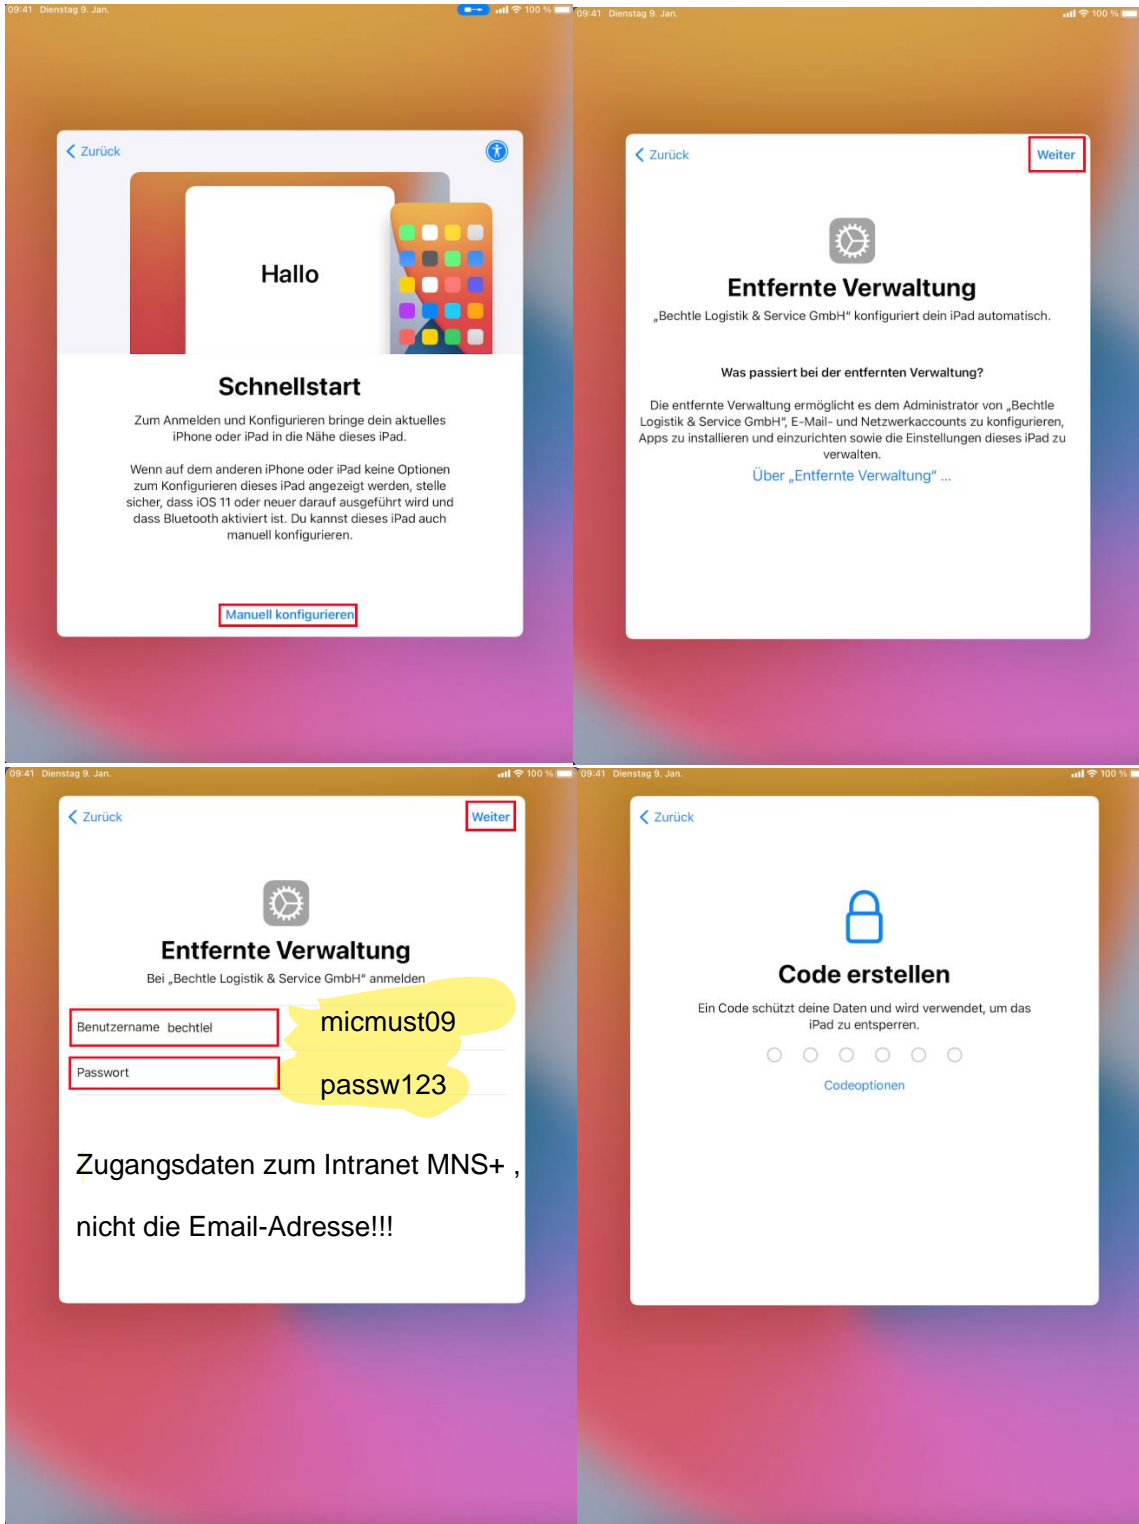 09:41 Dienstag 9. Jan.
100 %
Zurück
Hallo
Schnellstart
Zum Anmelden und Konfigurieren bringe dein aktuelles
iPhone oder iPad in die Nähe dieses iPad.
Wenn auf dem anderen iPhone oder iPad keine Optionen
zum Konfigurieren dieses iPad angezeigt werden, stelle
sicher, dass iOS 11 oder neuer darauf ausgeführt wird und
dass Bluetooth aktiviert ist. Du kannst dieses iPad auch
manuell konfigurieren.
Manuell konfigurieren
09:41 Dienstag 9. Jan.
100 %
Zurück
Weiter
Entfernte Verwaltung
„Bechtle Logistik & Service GmbH“ konfiguriert dein iPad automatisch.
Was passiert bei der entfernten Verwaltung?
Die entfernte Verwaltung ermöglicht es dem Administrator von „Bechtle
Logistik & Service GmbH“, E-Mail- und Netzwerkaccounts zu konfigurieren,
Apps zu installieren und einzurichten sowie die Einstellungen dieses iPad zu
verwalten.
Über „Entfernte Verwaltung“ ...
09:41 Dienstag 9. Jan.
100 %
Zurück
Weiter
Entfernte Verwaltung
Bei „Bechtle Logistik & Service GmbH“ anmelden
Benutzername bechtlel
micmust09
Passwort
passw123
Zugangsdaten zum Intranet MNS+ ,
nicht die Email-Adresse!!!
09:41 Dienstag 9. Jan.
100 %
Zurück
Code erstellen
Ein Code schützt deine Daten und wird verwendet, um das
iPad zu entsperren.
Codeoptionen